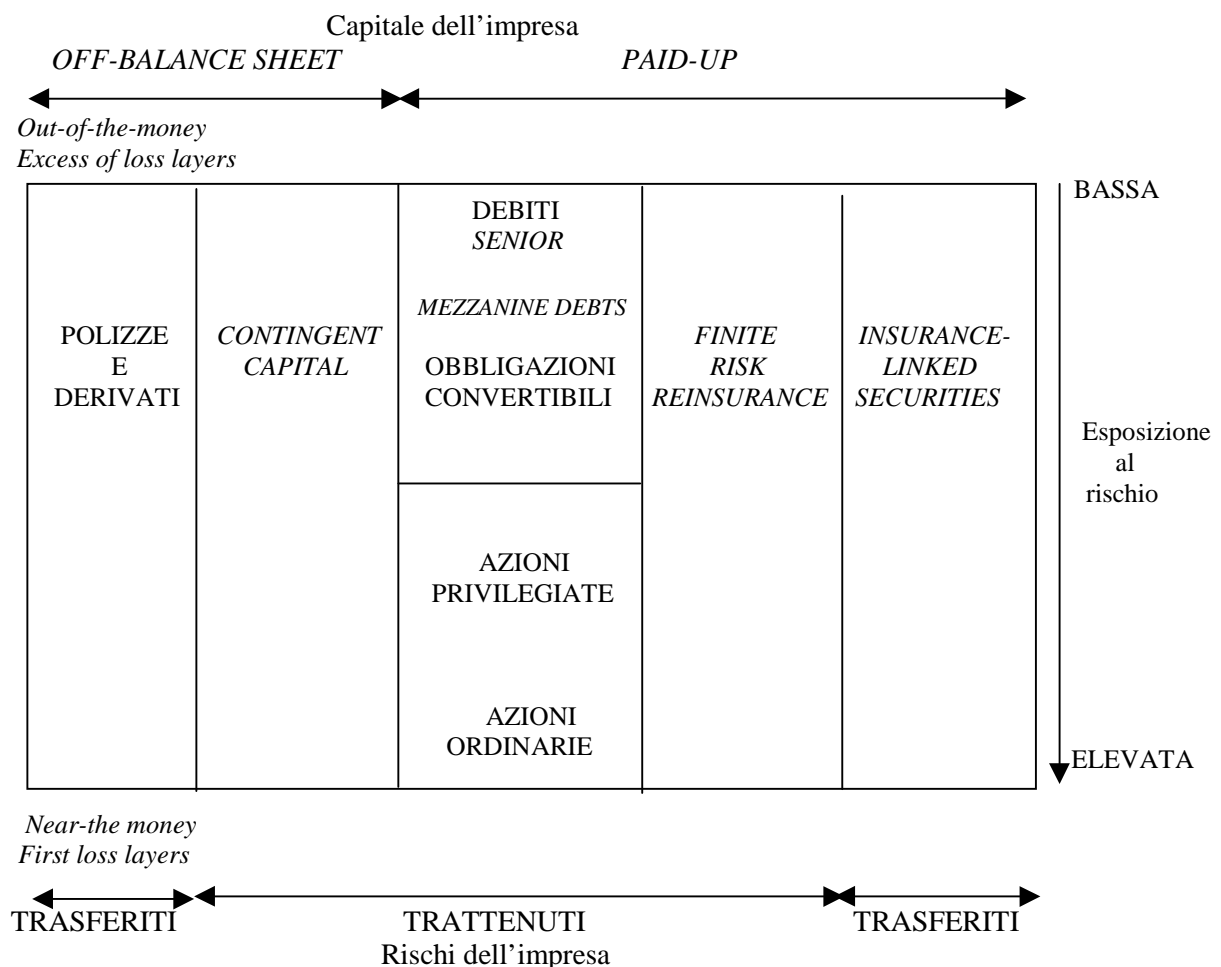 Capitale dell’impresa
OFF-BALANCE SHEET
PAID-UP
Out-of-the-money
Excess of loss layers
POLIZZE
E
DERIVATI
CONTINGENT
CAPITAL
DEBITI
SENIOR
MEZZANINE DEBTS
OBBLIGAZIONI
CONVERTIBILI
AZIONI
PRIVILEGIATE
AZIONI
ORDINARIE
FINITE
RISK
REINSURANCE
INSURANCE-
LINKED
SECURITIES
BASSA
Esposizione
al
rischio
ELEVATA
Near-the money
First loss layers
TRASFERITI
TRATTENUTI
TRASFERITI
Rischi dell’impresa